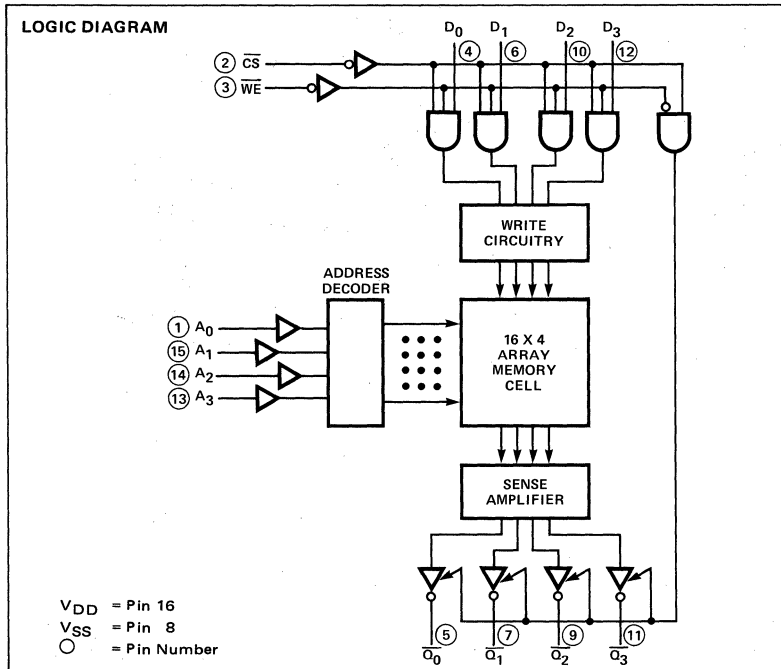 LOGIC DIAGRAM
D0 D1 D2 D3
4 6 10 12
2 CS
3 WE
WRITE
CIRCUITRY
ADDRESS
DECODER
1 A0
15 A1
14 A2
13 A3
16 X 4
ARRAY
MEMORY
CELL
SENSE
AMPLIFIER
5 7 9 11
Q0 Q1 Q2 Q3
VDD = Pin 16
VSS = Pin 8
= Pin Number